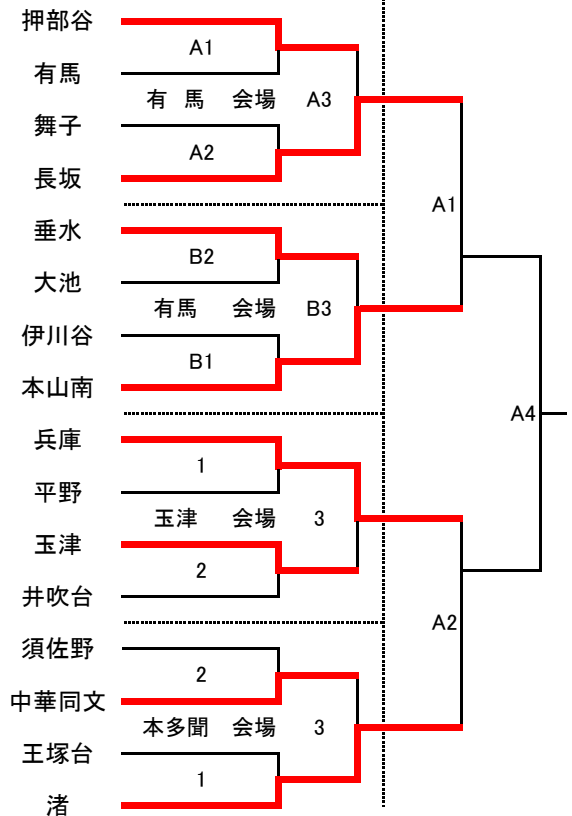 押部谷
A1
有馬
有 馬 会場 A3
舞子
A2
長坂
A1
垂水
B2
大池
有馬 会場 B3
伊川谷
B1
本山南
A4
兵庫
1
平野
玉津 会場 3
玉津
2
井吹台
A2
須佐野
2
中華同文
本多聞 会場 3
王塚台
1
渚